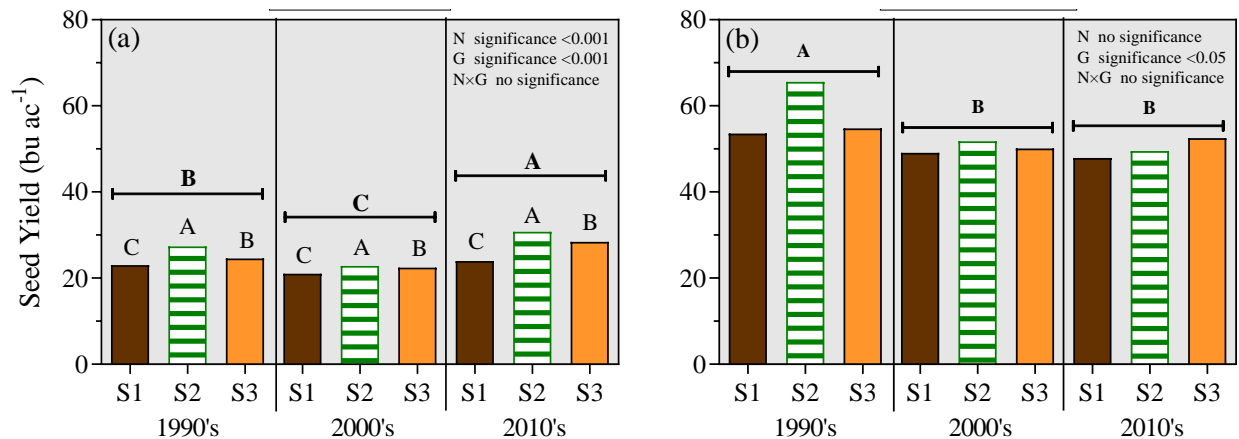 Seed Yield (bu ac⁻¹)
80
60
40
20
0
(a)
N significance <0.001
G significance <0.001
N×G no significance
B
C
A
C A B
C A B
C A B
S1 S2 S3 S1 S2 S3 S1 S2 S3
1990's 2000's 2010's
80
60
40
20
0
(b)
N no significance
G significance <0.05
N×G no significance
A
B
B
S1 S2 S3 S1 S2 S3 S1 S2 S3
1990's 2000's 2010's